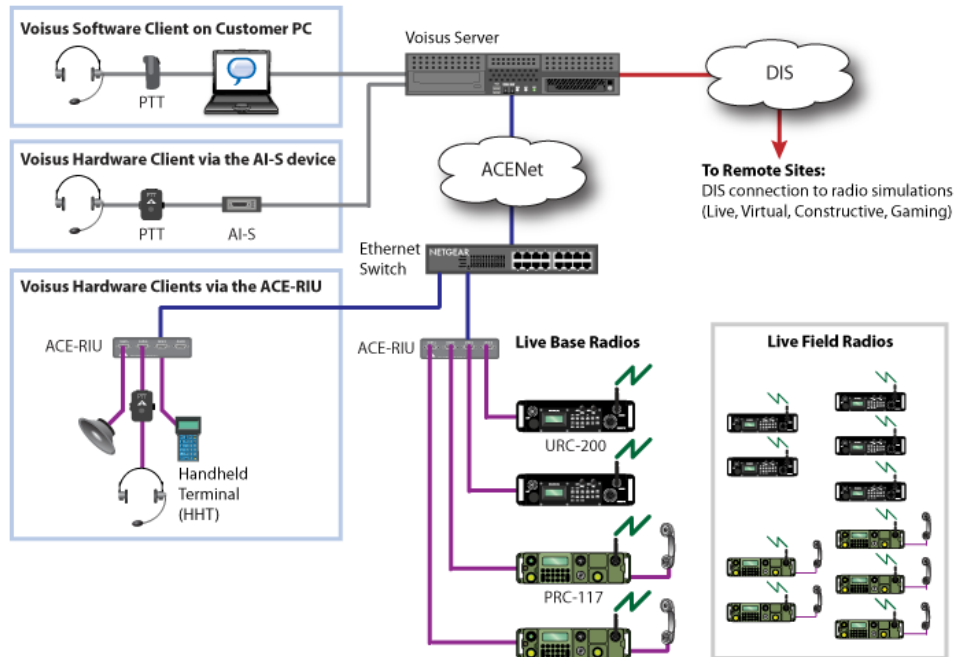 Voisus Software Client on Customer PC
PTT
Voisus Server
DIS
Voisus Hardware Client via the AI-S device
PTT
PTT
AI-S
ACENet
To Remote Sites:
DIS connection to radio simulations
(Live, Virtual, Constructive, Gaming)
Ethernet
Switch
NETGEAR
Voisus Hardware Clients via the ACE-RIU
ACE-RIU
PTT
Handheld
Terminal
(HHT)
ACE-RIU
Live Base Radios
URC-200
PRC-117
Live Field Radios